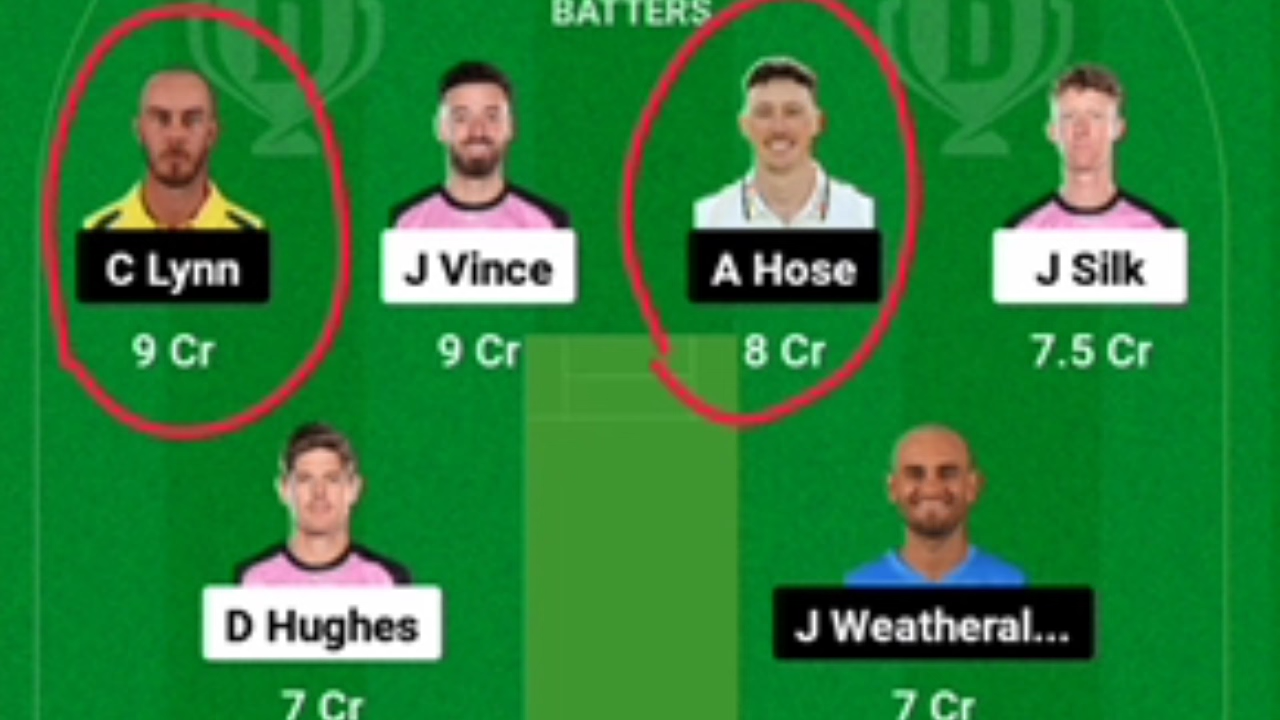 BATTERS
C Lynn
J Vince
A Hose
J Silk
9 Cr
9 Cr
8 Cr
7.5 Cr
D Hughes
J Weatheral...
7 Cr
7 Cr